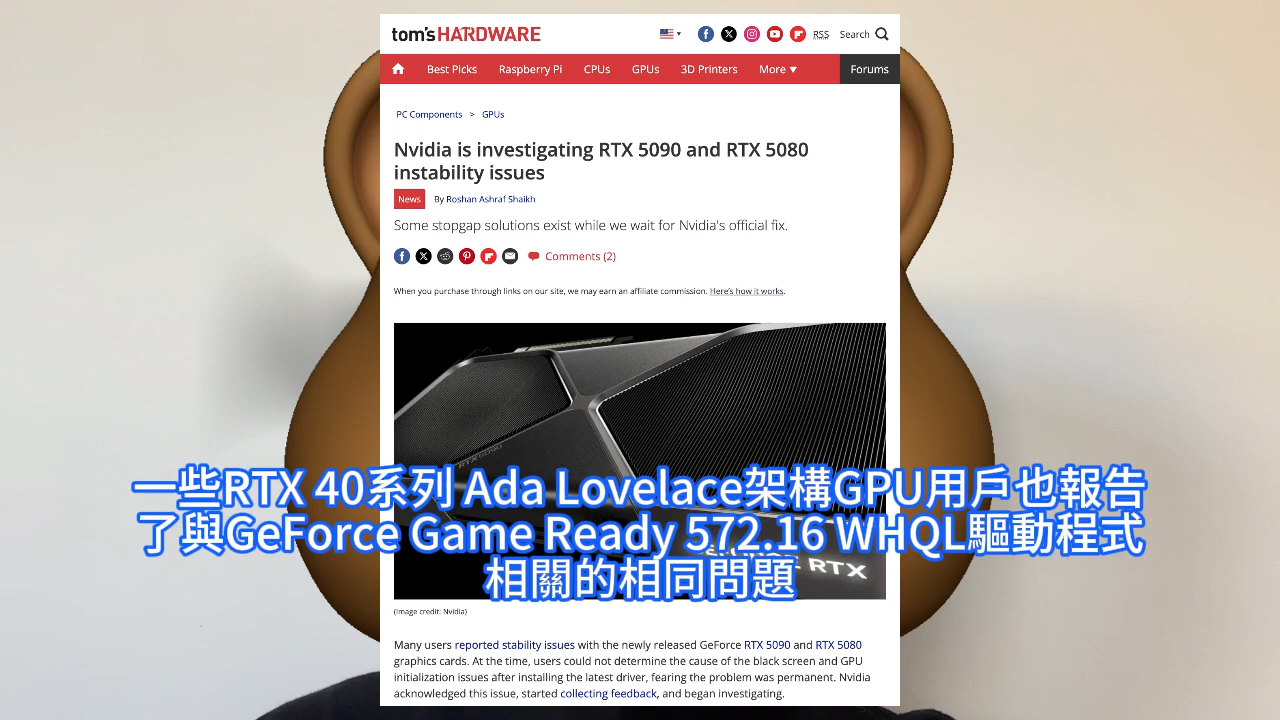 tom's HARDWARE
RSS
Search
Best Picks
Raspberry Pi
CPUs
GPUs
3D Printers
More
Forums
PC Components > GPUs
Nvidia is investigating RTX 5090 and RTX 5080
instability issues
News
By Roshan Ashraf Shaikh
Some stopgap solutions exist while we wait for Nvidia's official fix.
Comments (2)
When you purchase through links on our site, we may earn an affiliate commission. Here's how it works.
RTX 5090
一些RTX 40系列 Ada Lovelace架構GPU用戶也報告
了與GeForce Game Ready 572.16 WHQL驅動程式
相關的相同問題
GEFORCE RTX
(Image credit: Nvidia)
Many users reported stability issues with the newly released GeForce RTX 5090 and RTX 5080
graphics cards. At the time, users could not determine the cause of the black screen and GPU
initialization issues after installing the latest driver, fearing the problem was permanent. Nvidia
acknowledged this issue, started collecting feedback, and began investigating.